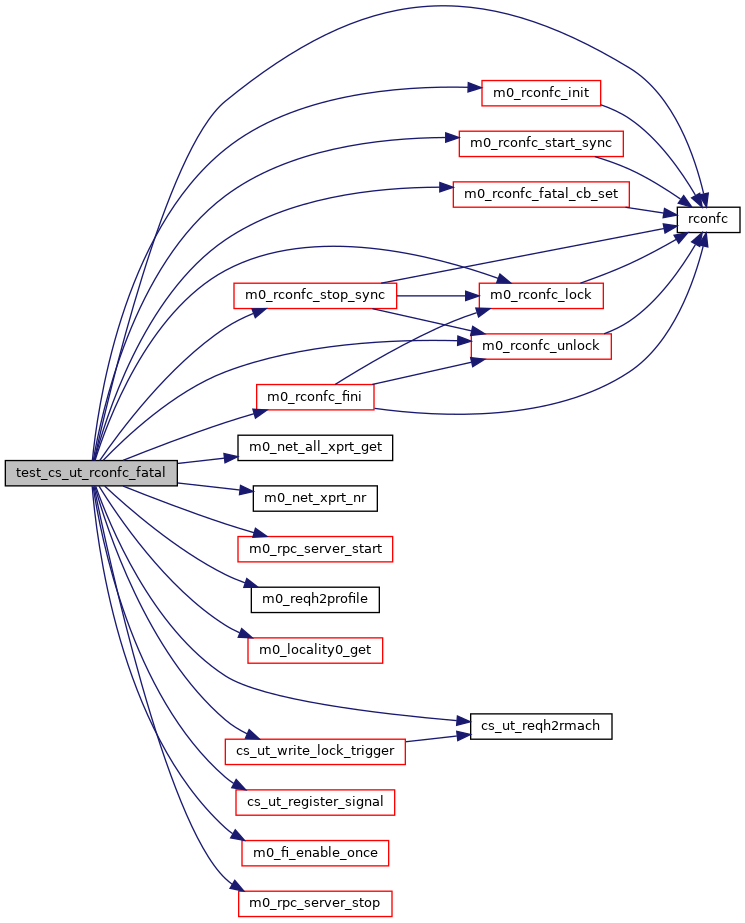 m0_rconfc_init
m0_rconfc_start_sync
m0_rconfc_fatal_cb_set
rconfc
m0_rconfc_stop_sync
m0_rconfc_lock
m0_rconfc_unlock
m0_rconfc_fini
m0_net_all_xprt_get
test_cs_ut_rconfc_fatal
m0_net_xprt_nr
m0_rpc_server_start
m0_reqh2profile
m0_locality0_get
cs_ut_reqh2rmach
cs_ut_write_lock_trigger
cs_ut_register_signal
m0_fi_enable_once
m0_rpc_server_stop